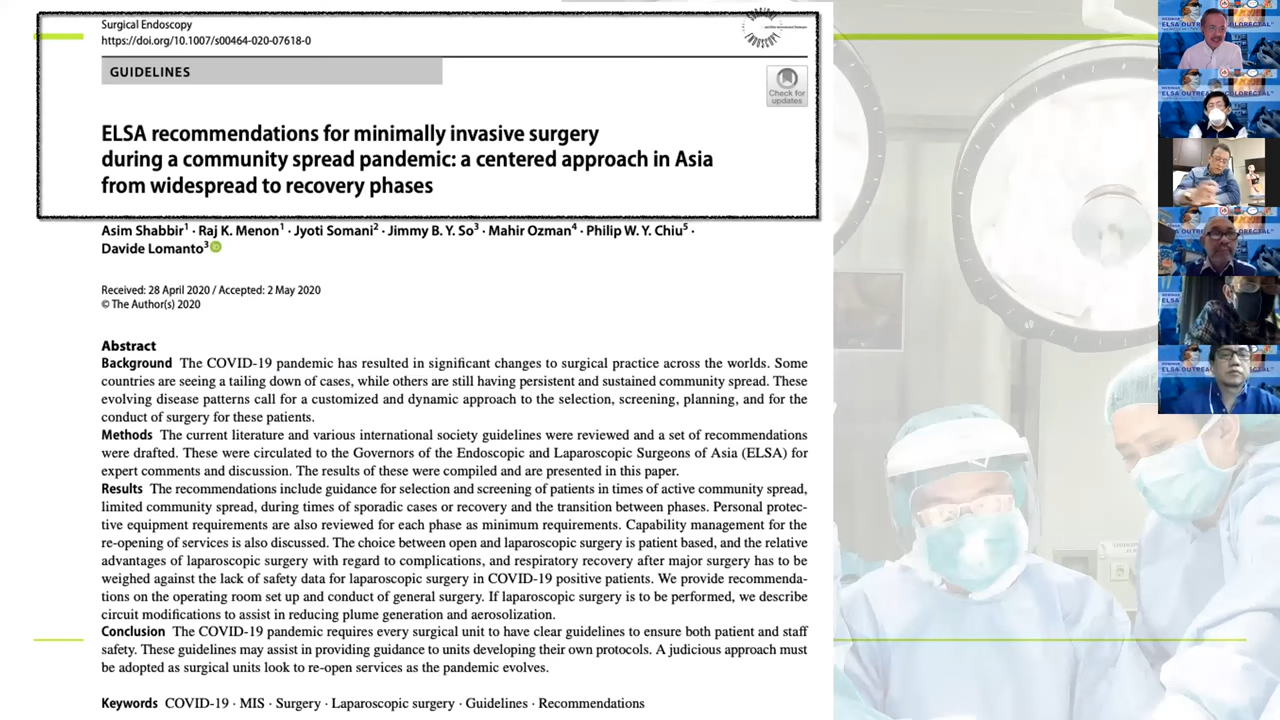 Surgical Endoscopy
https://doi.org/10.1007/s00464-020-07618-0
SURGICAL
ENDOSCOPY
GUIDELINES
Check for
updates
ELSA recommendations for minimally invasive surgery
during a community spread pandemic: a centered approach in Asia
from widespread to recovery phases
Asim Shabbir1 · Raj K. Menon1 · Jyoti Somani2 · Jimmy B. Y. So3 · Mahir Ozman4 · Philip W. Y. Chiu5 ·
Davide Lomanto3
Received: 28 April 2020 / Accepted: 2 May 2020
© The Author(s) 2020
Abstract
Background The COVID-19 pandemic has resulted in significant changes to surgical practice across the worlds. Some
countries are seeing a tailing down of cases, while others are still having persistent and sustained community spread. These
evolving disease patterns call for a customized and dynamic approach to the selection, screening, planning, and for the
conduct of surgery for these patients.
Methods The current literature and various international society guidelines were reviewed and a set of recommendations
were drafted. These were circulated to the Governors of the Endoscopic and Laparoscopic Surgeons of Asia (ELSA) for
expert comments and discussion. The results of these were compiled and are presented in this paper.
Results The recommendations include guidance for selection and screening of patients in times of active community spread,
limited community spread, during times of sporadic cases or recovery and the transition between phases. Personal protec-
tive equipment requirements are also reviewed for each phase as minimum requirements. Capability management for the
re-opening of services is also discussed. The choice between open and laparoscopic surgery is patient based, and the relative
advantages of laparoscopic surgery with regard to complications, and respiratory recovery after major surgery has to be
weighed against the lack of safety data for laparoscopic surgery in COVID-19 positive patients. We provide recommenda-
tions on the operating room set up and conduct of general surgery. If laparoscopic surgery is to be performed, we describe
circuit modifications to assist in reducing plume generation and aerosolization.
Conclusion The COVID-19 pandemic requires every surgical unit to have clear guidelines to ensure both patient and staff
safety. These guidelines may assist in providing guidance to units developing their own protocols. A judicious approach must
be adopted as surgical units look to re-open services as the pandemic evolves.
Keywords COVID-19 · MIS · Surgery · Laparoscopic surgery · Guidelines · Recommendations